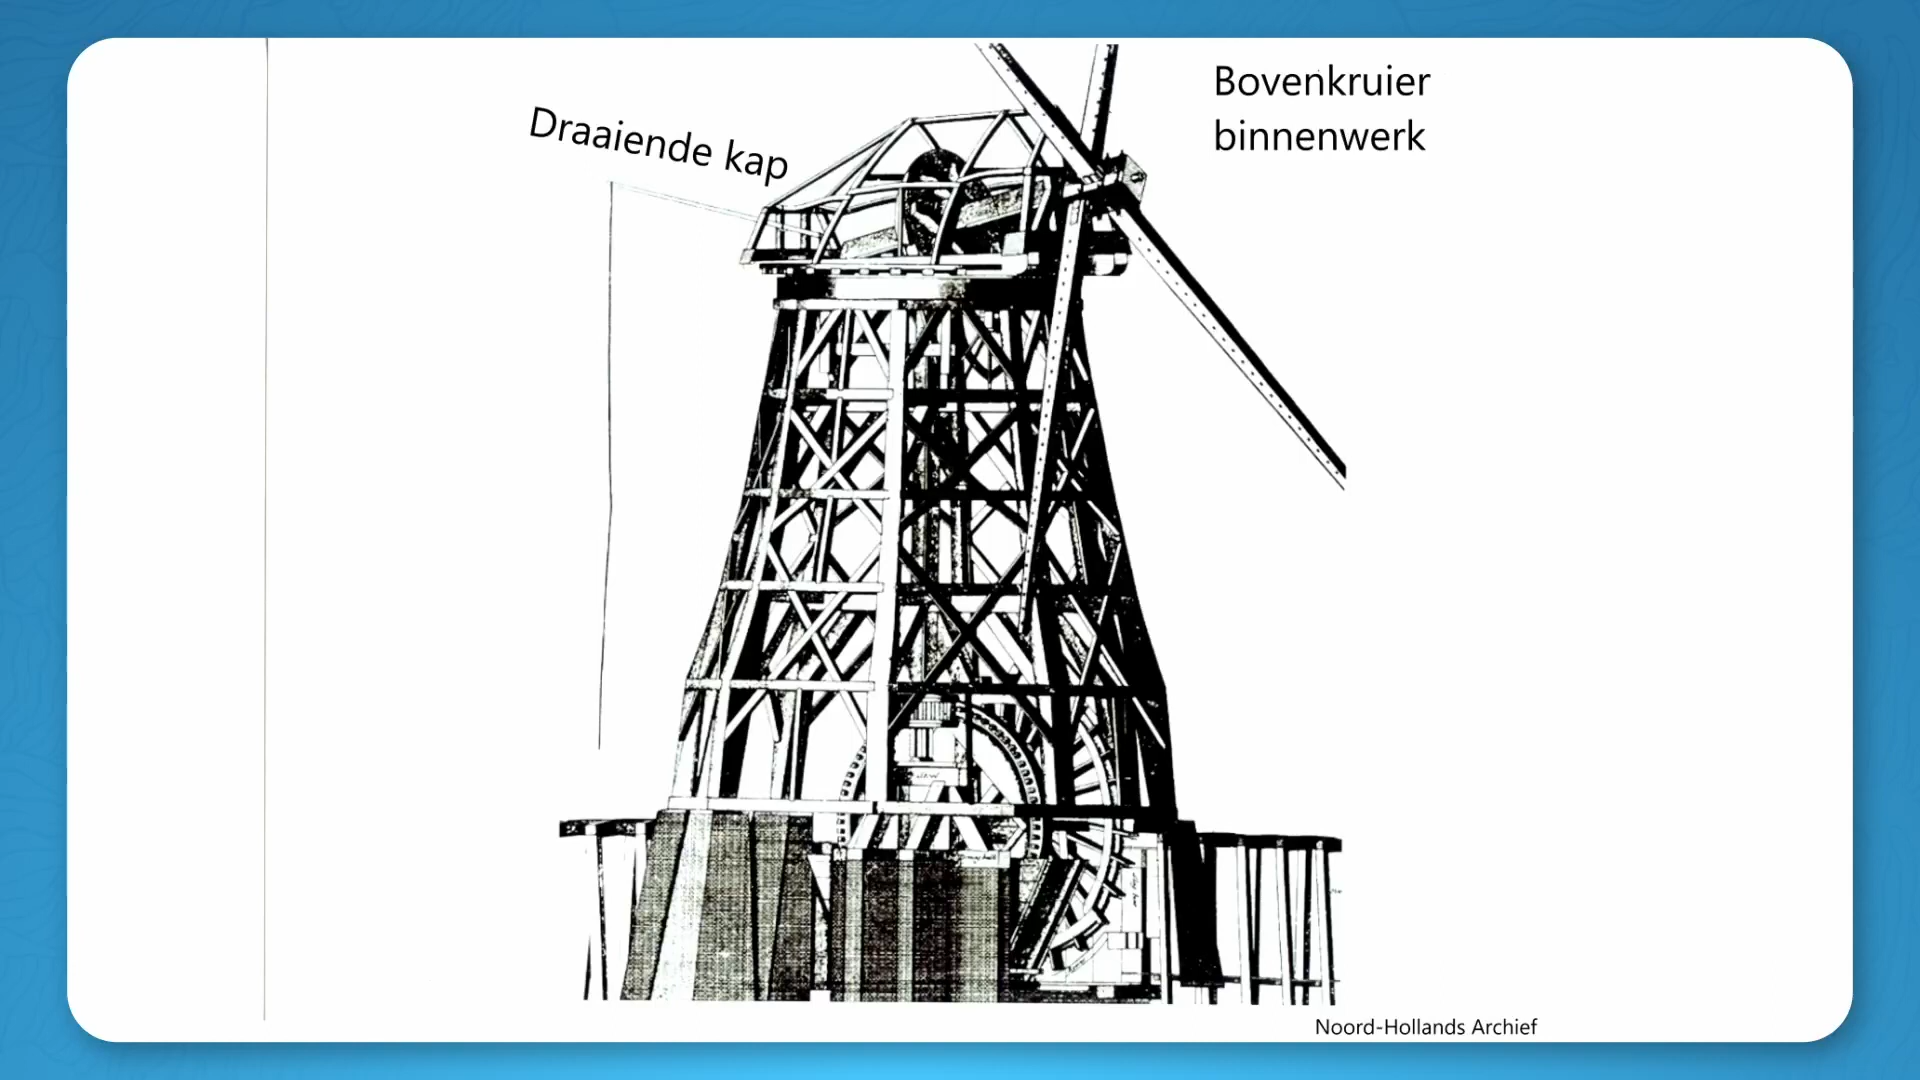 Draaiende kap
Bovenkruier
binnenwerk
Noord-Hollands Archief